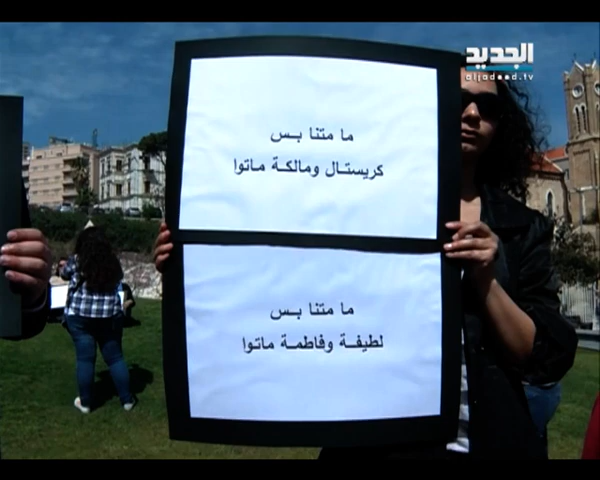 الجديد
aljadeed.tv
ما متنا بس
كريستال ومالكة ماتوا
ما متنا بس
لطيفة وفاطمة ماتوا